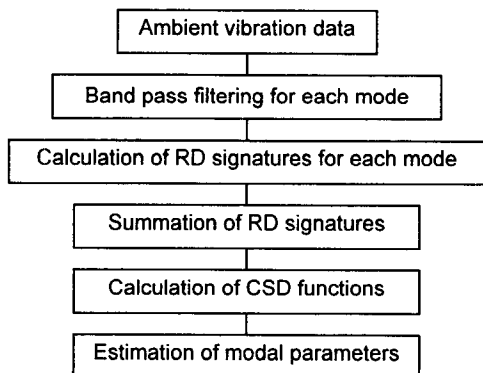 Ambient vibration data
Band pass filtering for each mode
Calculation of RD signatures for each mode
Summation of RD signatures
Calculation of CSD functions
Estimation of modal parameters